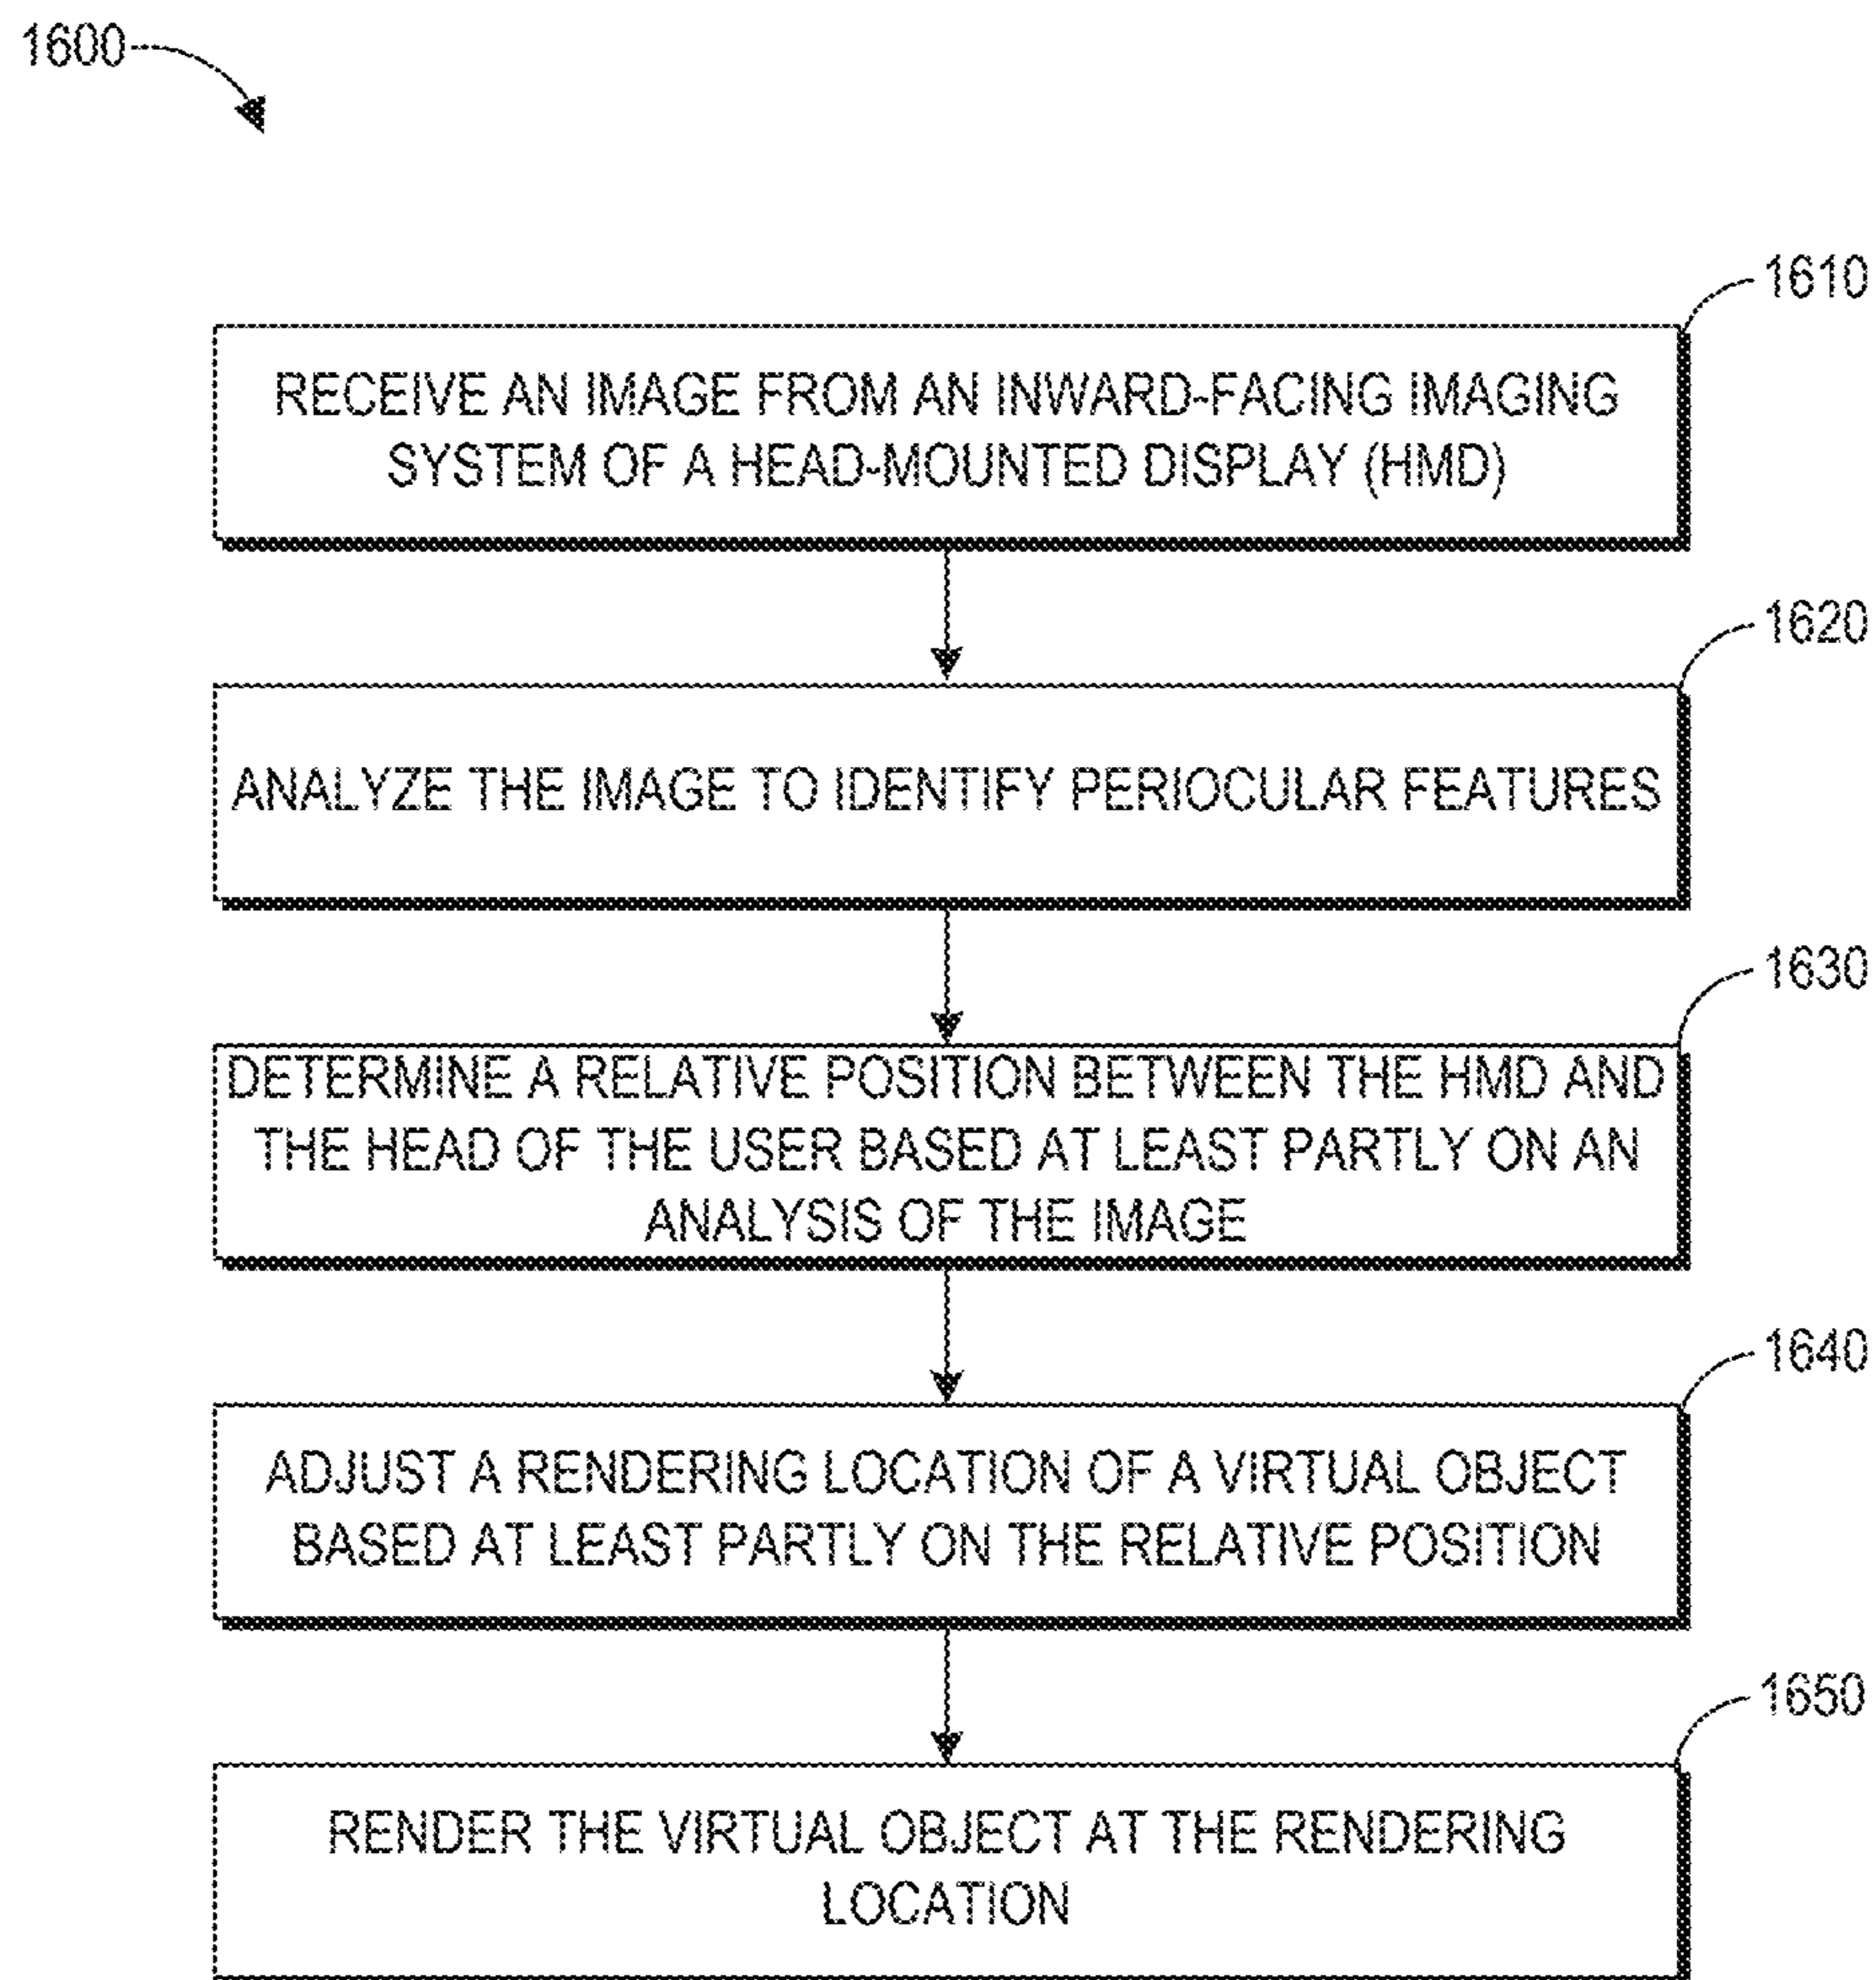 1600
1610
RECEIVE AN IMAGE FROM AN INWARD-FACING IMAGING
SYSTEM OF A HEAD-MOUNTED DISPLAY (HMD)
1620
ANALYZE THE IMAGE TO IDENTIFY PERIOCULAR FEATURES
1630
DETERMINE A RELATIVE POSITION BETWEEN THE HMD AND
THE HEAD OF THE USER BASED AT LEAST PARTLY ON AN
ANALYSIS OF THE IMAGE
1640
ADJUST A RENDERING LOCATION OF A VIRTUAL OBJECT
BASED AT LEAST PARTLY ON THE RELATIVE POSITION
1650
RENDER THE VIRTUAL OBJECT AT THE RENDERING
LOCATION